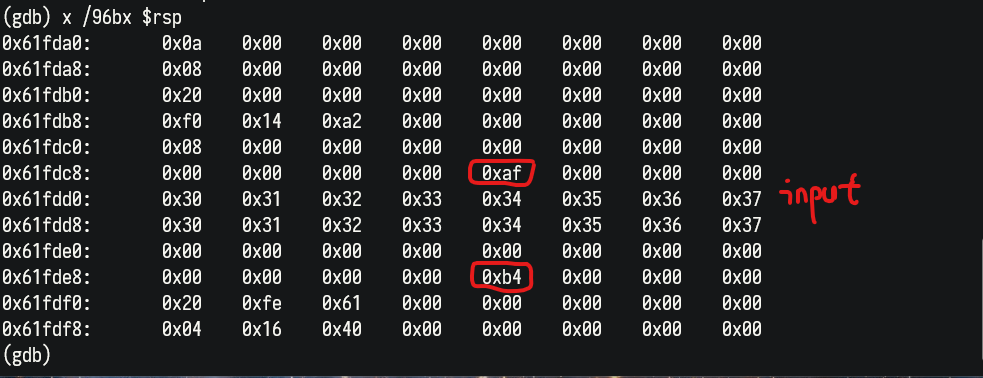 (gdb) x /96bx $rsp
0x61fda0: 0x0a 0x00 0x00 0x00 0x00 0x00 0x00 0x00
0x61fda8: 0x08 0x00 0x00 0x00 0x00 0x00 0x00 0x00
0x61fdb0: 0x20 0x00 0x00 0x00 0x00 0x00 0x00 0x00
0x61fdb8: 0xf0 0x14 0xa2 0x00 0x00 0x00 0x00 0x00
0x61fdc0: 0x08 0x00 0x00 0x00 0x00 0x00 0x00 0x00
0x61fdc8: 0x00 0x00 0x00 0x00 0xaf 0x00 0x00 0x00
0x61fdd0: 0x30 0x31 0x32 0x33 0x34 0x35 0x36 0x37 input
0x61fdd8: 0x30 0x31 0x32 0x33 0x34 0x35 0x36 0x37
0x61fde0: 0x00 0x00 0x00 0x00 0x00 0x00 0x00 0x00
0x61fde8: 0x00 0x00 0x00 0x00 0xb4 0x00 0x00 0x00
0x61fdf0: 0x20 0xfe 0x61 0x00 0x00 0x00 0x00 0x00
0x61fdf8: 0x04 0x16 0x40 0x00 0x00 0x00 0x00 0x00
(gdb)